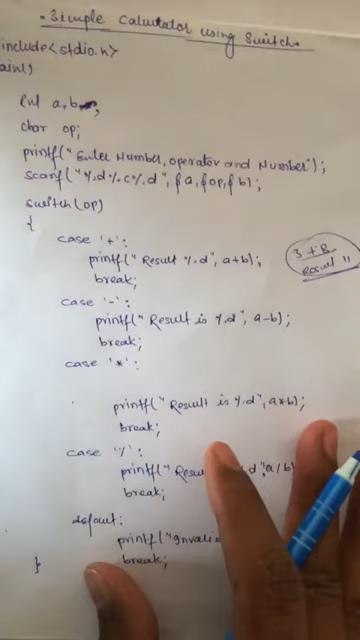 . Simple Calculator using Switch.
include<stdio.h>
ain()
int a,b ;
char op;
printf("Enter Number, operator and Number");
scanf("%d%c%d", &a,&op,&b);
switch(op)
{
case '+':
printf("Result %d", a+b);
break;
case '-':
printf("Result is %d", a-b);
break;
case '*':
printf("Result is %d", a*b);
break;
case '/':
printf("Resu d",a/b
break;
default:
printf("Invali
break;
}
3 + 8
Result 11